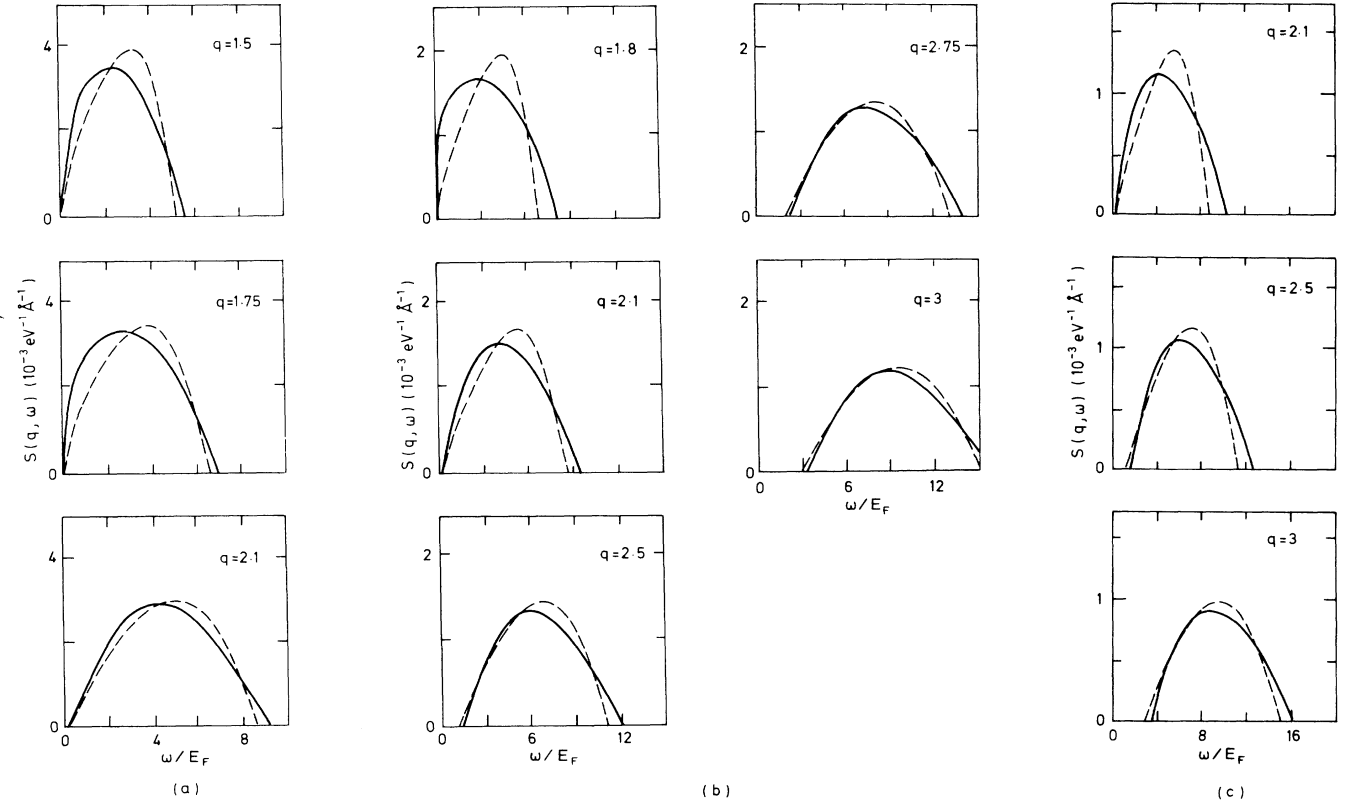 4
0
q=1·5
S(q,ω) (10⁻³ eV⁻¹ Å⁻¹)
4
0
q=1·75
4
0
q=2·1
0 4 8
ω/E_F
(a)
2
0
q=1·8
S(q,ω) (10⁻³ eV⁻¹ Å⁻¹)
2
0
q=2·1
2
0
q=2·5
0 6 12
ω/E_F
2
0
q=2·75
2
0
q=3
0 6 12
ω/E_F
(b)
1
0
q=2·1
S(q,ω) (10⁻³ eV⁻¹ Å⁻¹)
1
0
q=2·5
1
0
q=3
0 8 16
ω/E_F
(c)